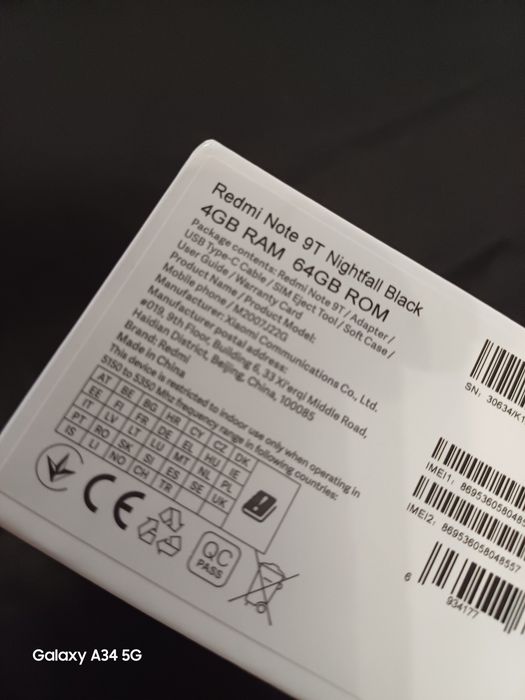 Redmi Note 9T Nightfall Black
4GB RAM 64GB ROM
Package contents: Redmi Note 9T / Adapter /
USB Type-C Cable / SIM Eject Tool / Soft Case /
User Guide / Warranty Card
Product Name / Product Model:
Mobile phone / M2007J22G
Manufacturer: Xiaomi Communications Co., Ltd.
Manufacturer postal address:
#019, 9th Floor, Building 6, 33 Xi'erqi Middle Road,
Haidian District, Beijing, China, 100085
Brand: Redmi
Made in China
This device is restricted to indoor use only when operating in
5150 to 5350 Mhz frequency range in following countries:
AT BE BG HR CY CZ DK
EE FI FR DE EL HU IE
IT LV LT LU MT NL PL
PT RO SK SI ES SE UK
IS LI NO CH TR
CE
QC
PASS
SN: 30634/K1
IMEI1: 8695360580485
IMEI2: 869536058048557
6 934177
Galaxy A34 5G